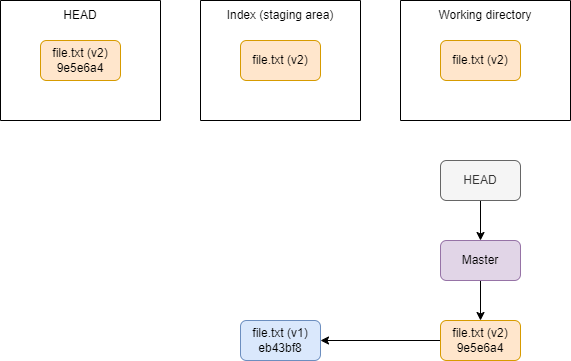 HEAD
Index (staging area)
Working directory
file.txt (v2)
9e5e6a4
file.txt (v2)
file.txt (v2)
HEAD
Master
file.txt (v1)
eb43bf8
file.txt (v2)
9e5e6a4